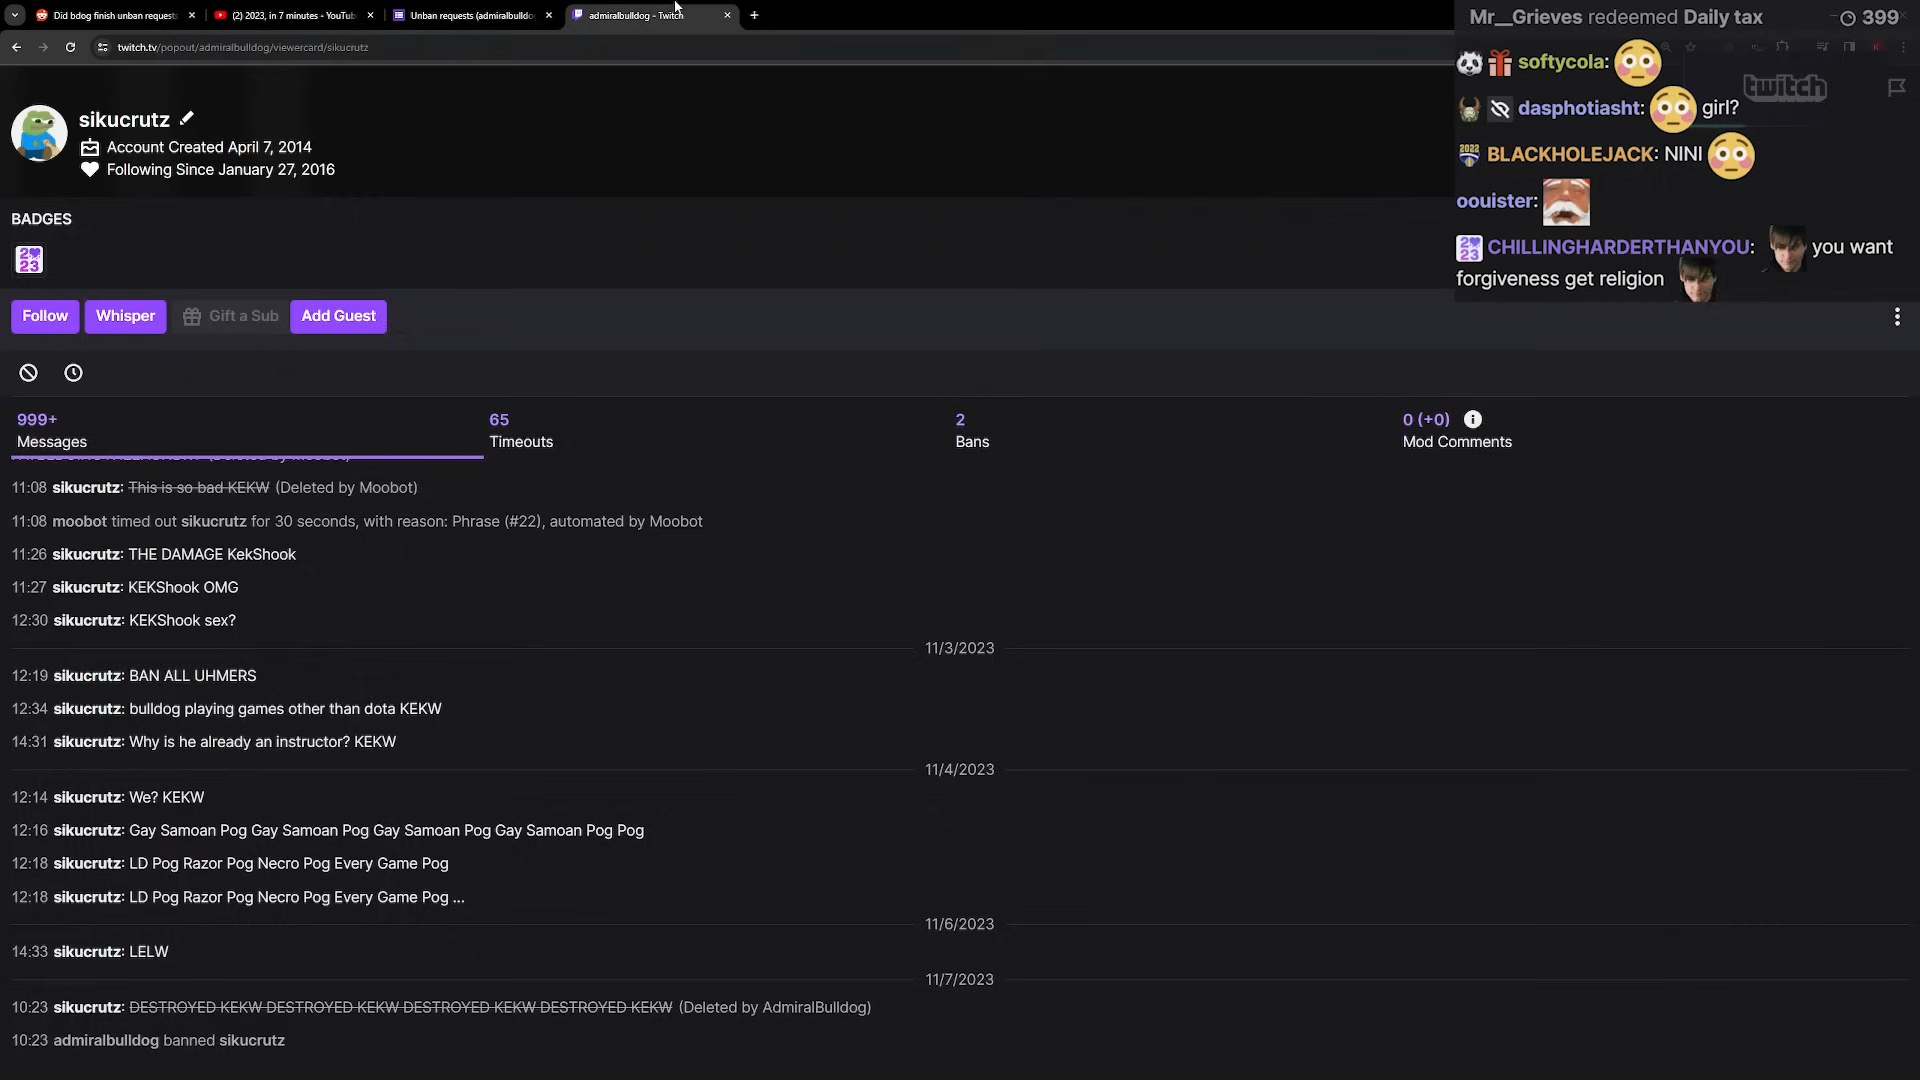 Did bdog finish unban requests
(2) 2023, in 7 minutes - YouTub
Unban requests (admiralbulldo
admiralbulldog - Twitch
twitch.tv/popout/admiralbulldog/viewercard/sikucrutz
Mr__Grieves redeemed Daily tax 399
softycola:
dasphotiasht: girl?
BLACKHOLEJACK: NINI
oouister:
CHILLINGHARDERTHANYOU: you want
forgiveness get religion
twitch
sikucrutz
Account Created April 7, 2014
Following Since January 27, 2016
BADGES
2023
Follow Whisper Gift a Sub Add Guest
999+ 65 2 0 (+0)
Messages Timeouts Bans Mod Comments
11:08 sikucrutz: This is so bad KEKW (Deleted by Moobot)
11:08 moobot timed out sikucrutz for 30 seconds, with reason: Phrase (#22), automated by Moobot
11:26 sikucrutz: THE DAMAGE KekShook
11:27 sikucrutz: KEKShook OMG
12:30 sikucrutz: KEKShook sex?
11/3/2023
12:19 sikucrutz: BAN ALL UHMERS
12:34 sikucrutz: bulldog playing games other than dota KEKW
14:31 sikucrutz: Why is he already an instructor? KEKW
11/4/2023
12:14 sikucrutz: We? KEKW
12:16 sikucrutz: Gay Samoan Pog Gay Samoan Pog Gay Samoan Pog Gay Samoan Pog Pog
12:18 sikucrutz: LD Pog Razor Pog Necro Pog Every Game Pog
12:18 sikucrutz: LD Pog Razor Pog Necro Pog Every Game Pog ...
11/6/2023
14:33 sikucrutz: LELW
11/7/2023
10:23 sikucrutz: DESTROYED KEKW DESTROYED KEKW DESTROYED KEKW DESTROYED KEKW (Deleted by AdmiralBulldog)
10:23 admiralbulldog banned sikucrutz